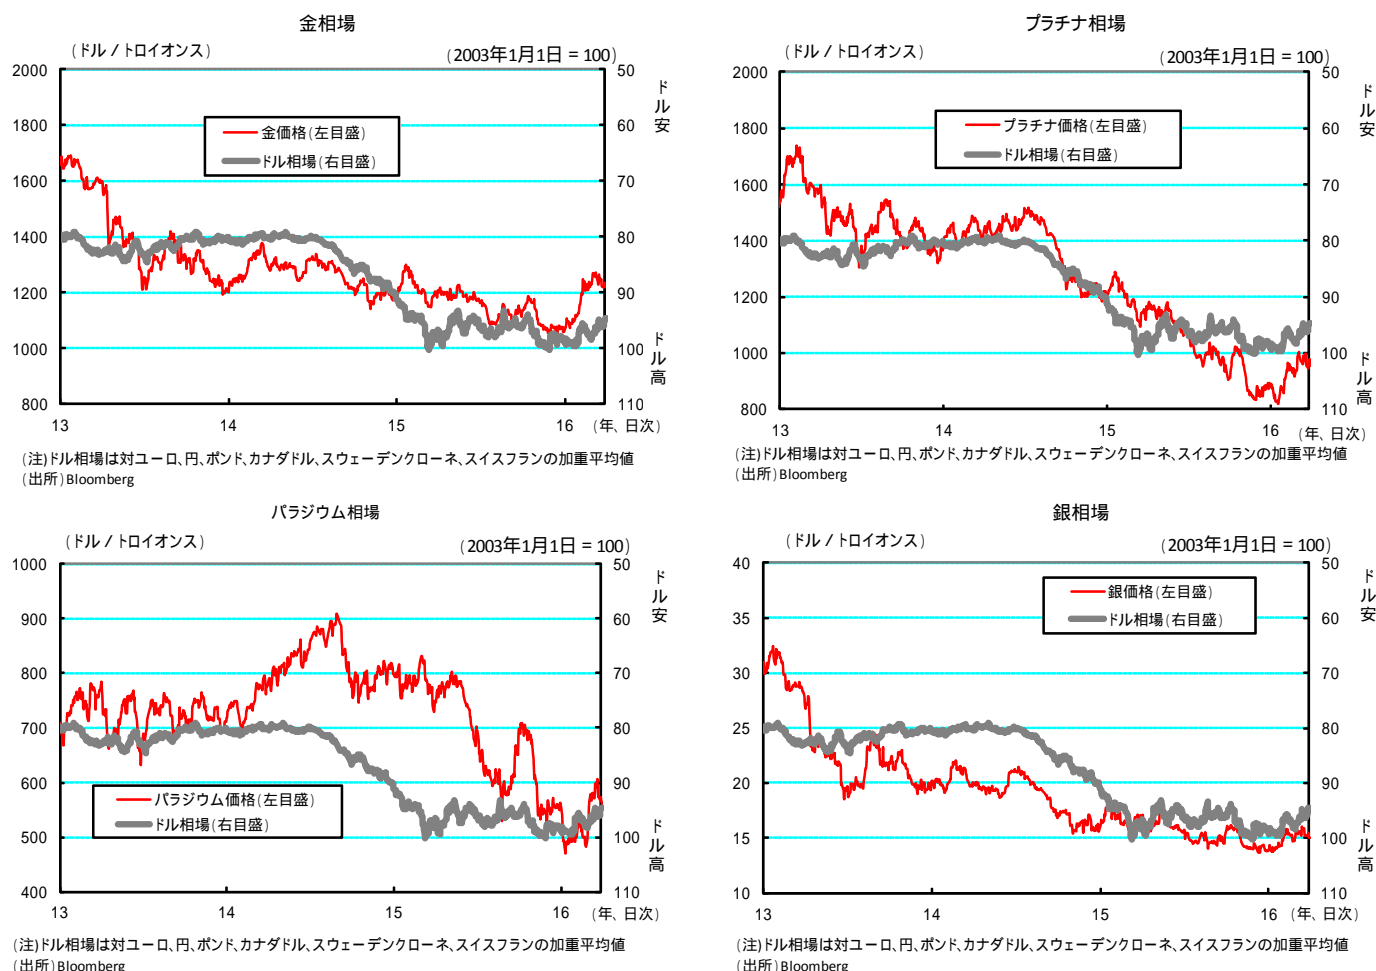 金相場
(ドル / トロイオンス)
(2003年1月1日 = 100)
2000
1800
1600
1400
1200
1000
800
50
60
70
80
90
100
110
ドル安
ドル高
金価格(左目盛)
ドル相場(右目盛)
13
14
15
16
(年、日次)
(注)ドル相場は対ユーロ、円、ポンド、カナダドル、スウェーデンクローネ、スイスフランの加重平均値
(出所)Bloomberg
プラチナ相場
(ドル / トロイオンス)
(2003年1月1日 = 100)
2000
1800
1600
1400
1200
1000
800
50
60
70
80
90
100
110
ドル安
ドル高
プラチナ価格(左目盛)
ドル相場(右目盛)
13
14
15
16
(年、日次)
(注)ドル相場は対ユーロ、円、ポンド、カナダドル、スウェーデンクローネ、スイスフランの加重平均値
(出所)Bloomberg
パラジウム相場
(ドル / トロイオンス)
(2003年1月1日 = 100)
1000
900
800
700
600
500
400
50
60
70
80
90
100
110
ドル安
ドル高
パラジウム価格(左目盛)
ドル相場(右目盛)
13
14
15
16
(年、日次)
(注)ドル相場は対ユーロ、円、ポンド、カナダドル、スウェーデンクローネ、スイスフランの加重平均値
(出所)Bloomberg
銀相場
(ドル / トロイオンス)
(2003年1月1日 = 100)
40
35
30
25
20
15
10
50
60
70
80
90
100
110
ドル安
ドル高
銀価格(左目盛)
ドル相場(右目盛)
13
14
15
16
(年、日次)
(注)ドル相場は対ユーロ、円、ポンド、カナダドル、スウェーデンクローネ、スイスフランの加重平均値
(出所)Bloomberg